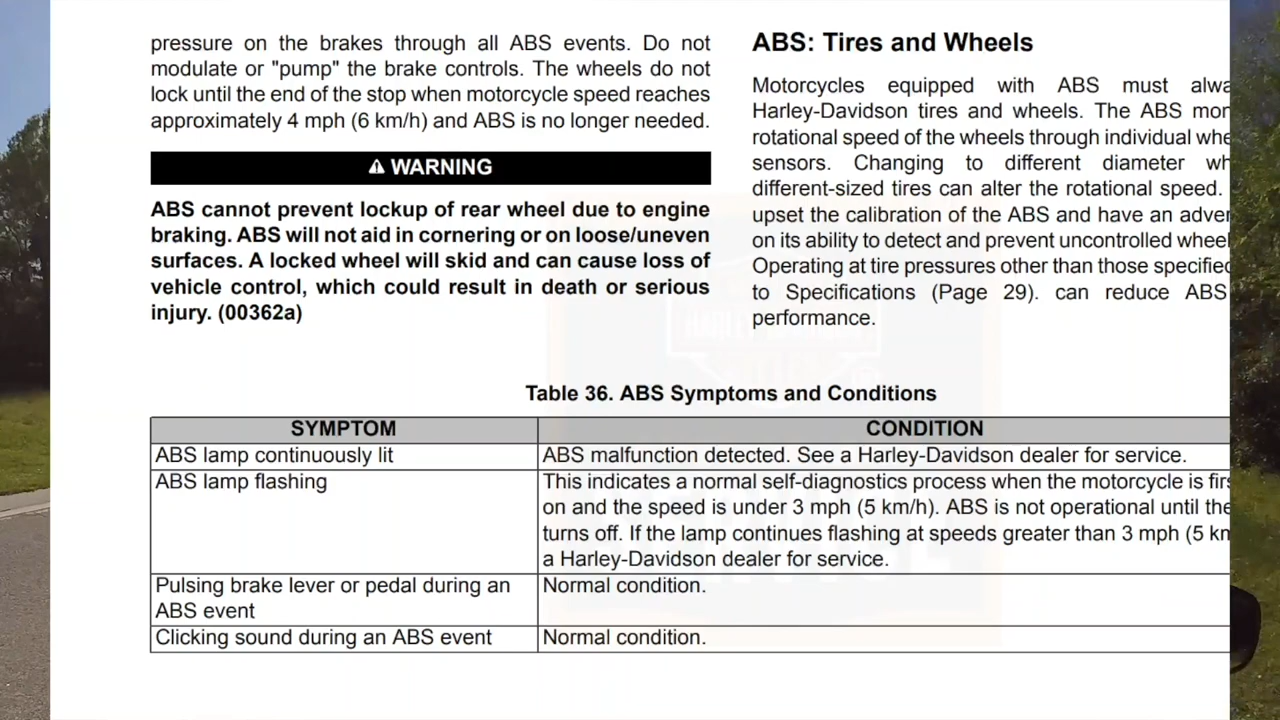 pressure on the brakes through all ABS events. Do not
modulate or "pump" the brake controls. The wheels do not
lock until the end of the stop when motorcycle speed reaches
approximately 4 mph (6 km/h) and ABS is no longer needed.
⚠ WARNING
ABS cannot prevent lockup of rear wheel due to engine
braking. ABS will not aid in cornering or on loose/uneven
surfaces. A locked wheel will skid and can cause loss of
vehicle control, which could result in death or serious
injury. (00362a)
ABS: Tires and Wheels
Motorcycles equipped with ABS must
Harley-Davidson tires and wheels. The ABS
rotational speed of the wheels through individual
sensors. Changing to different diameter
different-sized tires can alter the rotational speed.
upset the calibration of the ABS and have an
on its ability to detect and prevent uncontrolled
Operating at tire pressures other than those
to Specifications (Page 29). can reduce ABS
performance.
Table 36. ABS Symptoms and Conditions
SYMPTOM CONDITION
ABS lamp continuously lit ABS malfunction detected. See a Harley-Davidson dealer for service.
ABS lamp flashing This indicates a normal self-diagnostics process when the motorcycle is
on and the speed is under 3 mph (5 km/h). ABS is not operational until
turns off. If the lamp continues flashing at speeds greater than 3 mph (5
a Harley-Davidson dealer for service.
Pulsing brake lever or pedal during an Normal condition.
ABS event
Clicking sound during an ABS event Normal condition.